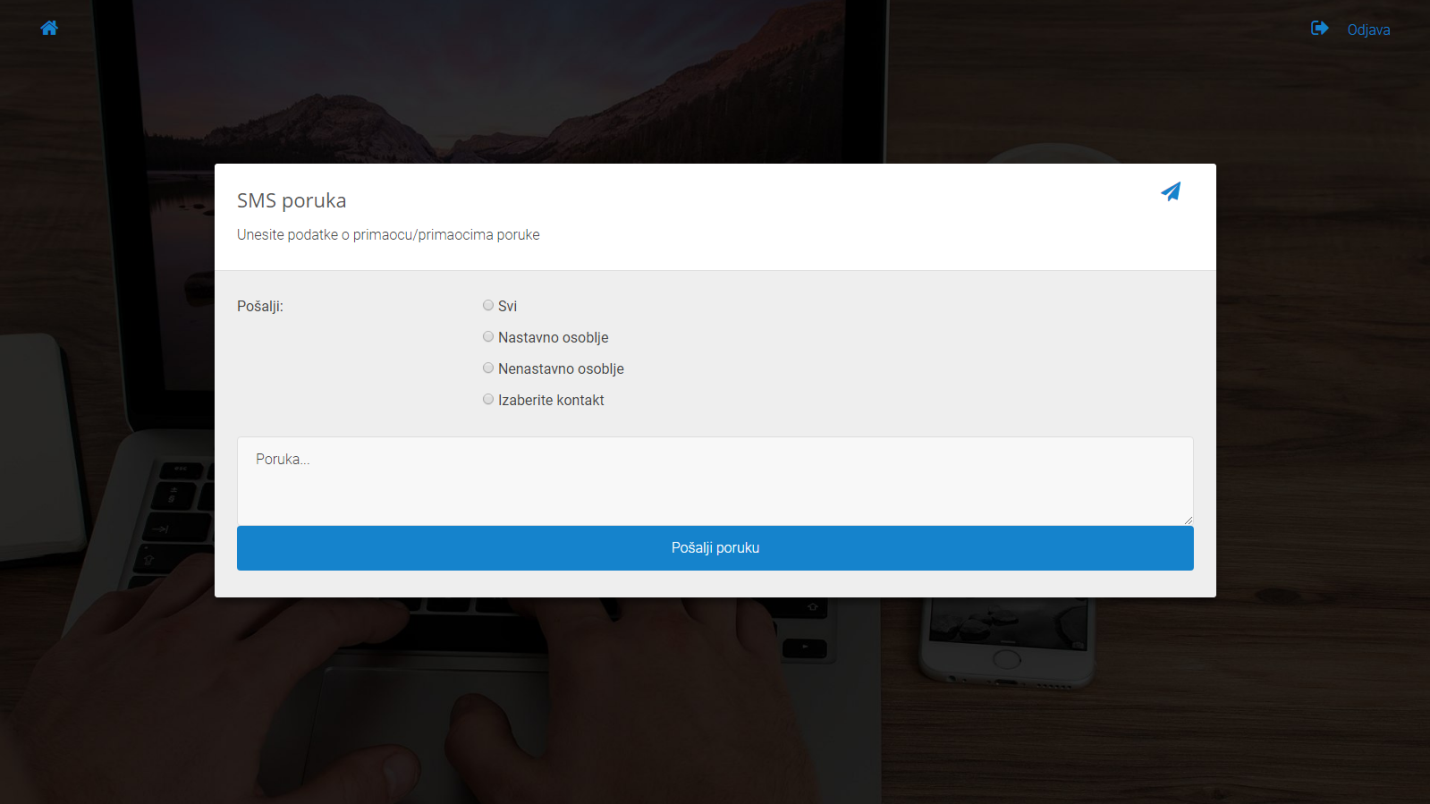 Odjava
SMS poruka
Unesite podatke o primaocu/primaocima poruke
Pošalji:
Svi
Nastavno osoblje
Nenastavno osoblje
Izaberite kontakt
Poruka...
Pošalji poruku